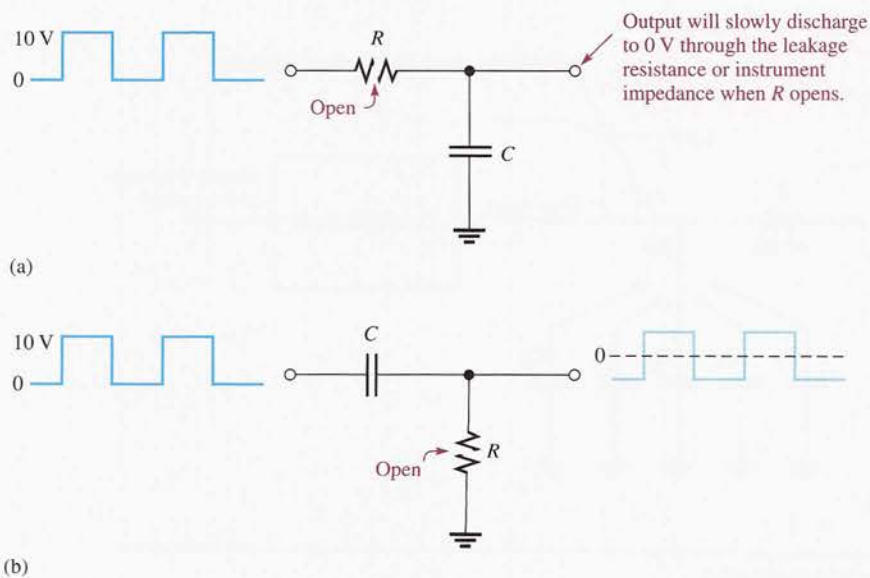 10 V
0
R
Open
C
Output will slowly discharge
to 0 V through the leakage
resistance or instrument
impedance when R opens.
(a)
10 V
0
C
R
Open
0
(b)